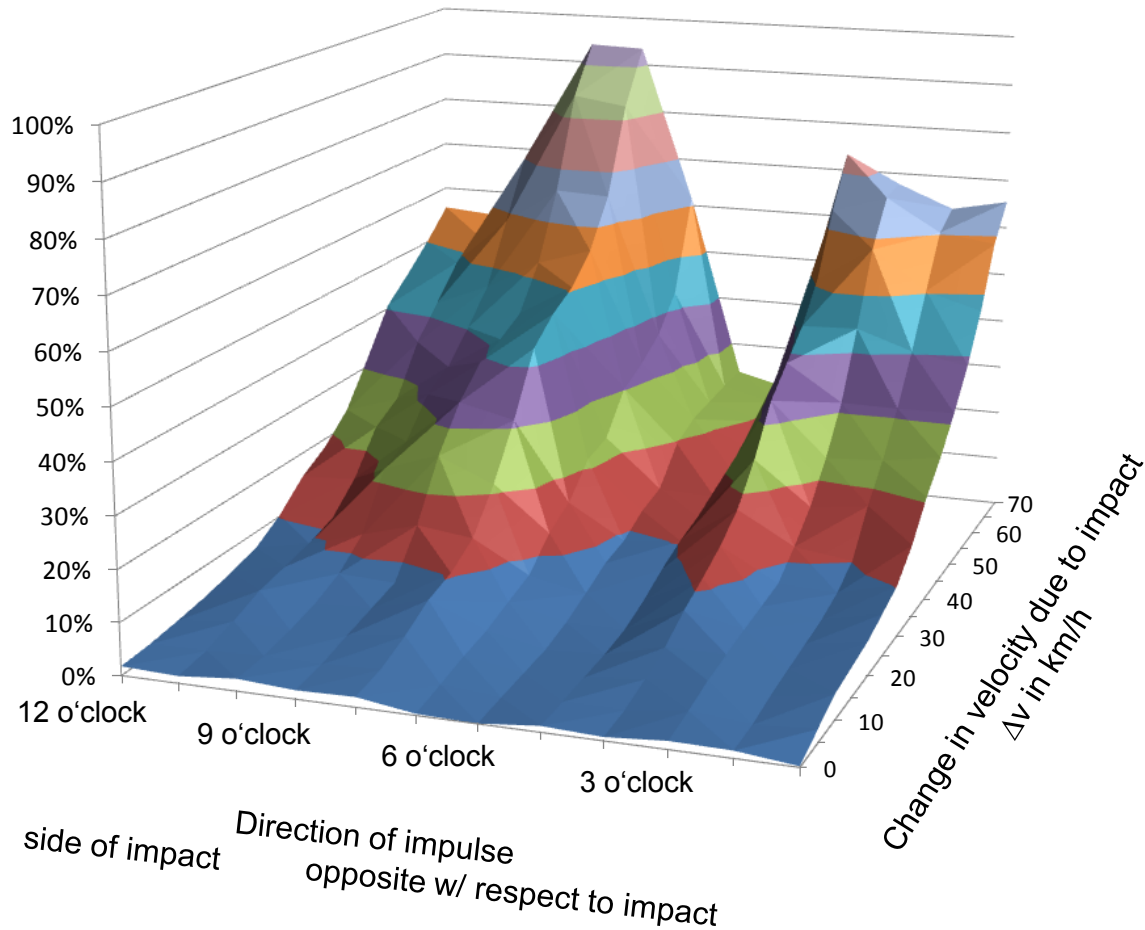 100%
90%
80%
70%
60%
50%
40%
30%
20%
10%
0%
12 o‘clock
9 o‘clock
6 o‘clock
3 o‘clock
0
10
20
30
40
50
60
70
Change in velocity due to impact
Δv in km/h
Direction of impulse
side of impact
opposite w/ respect to impact